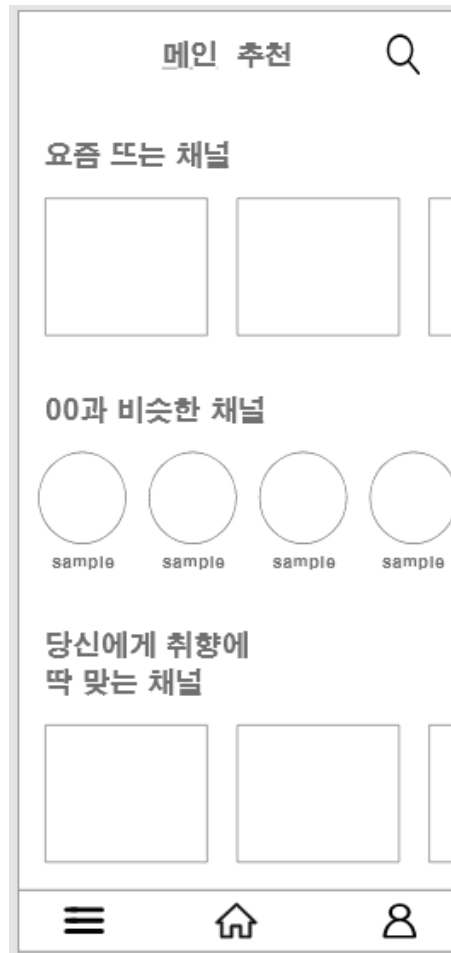 메인 추천
요즘 뜨는 채널
00과 비슷한 채널
sample sample sample sample
당신에게 취향에
딱 맞는 채널